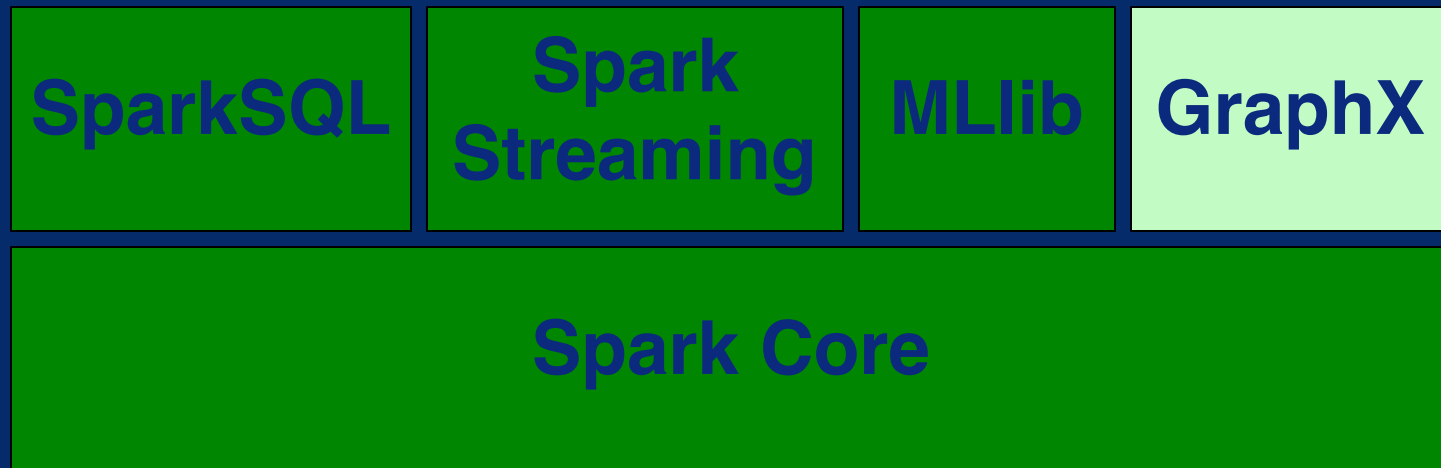 SparkSQL
Spark
Streaming
MLlib
GraphX
Spark Core